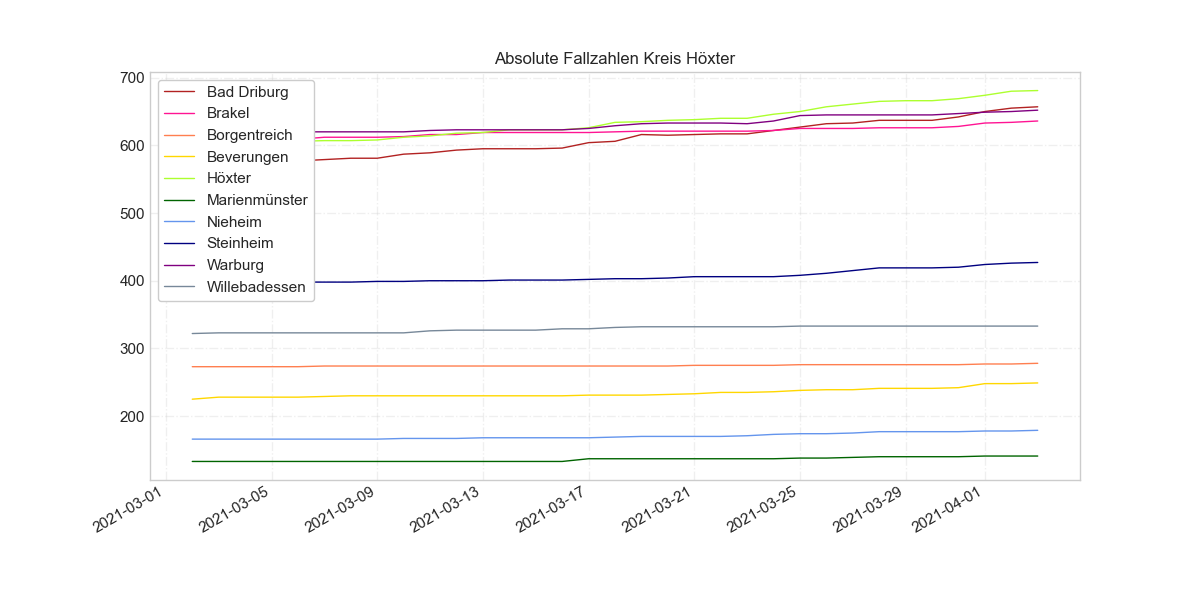 Absolute Fallzahlen Kreis Höxter
700
600
500
400
300
200
Bad Driburg
Brakel
Borgentreich
Beverungen
Höxter
Marienmünster
Nieheim
Steinheim
Warburg
Willebadessen
2021-03-01
2021-03-05
2021-03-09
2021-03-13
2021-03-17
2021-03-21
2021-03-25
2021-03-29
2021-04-01